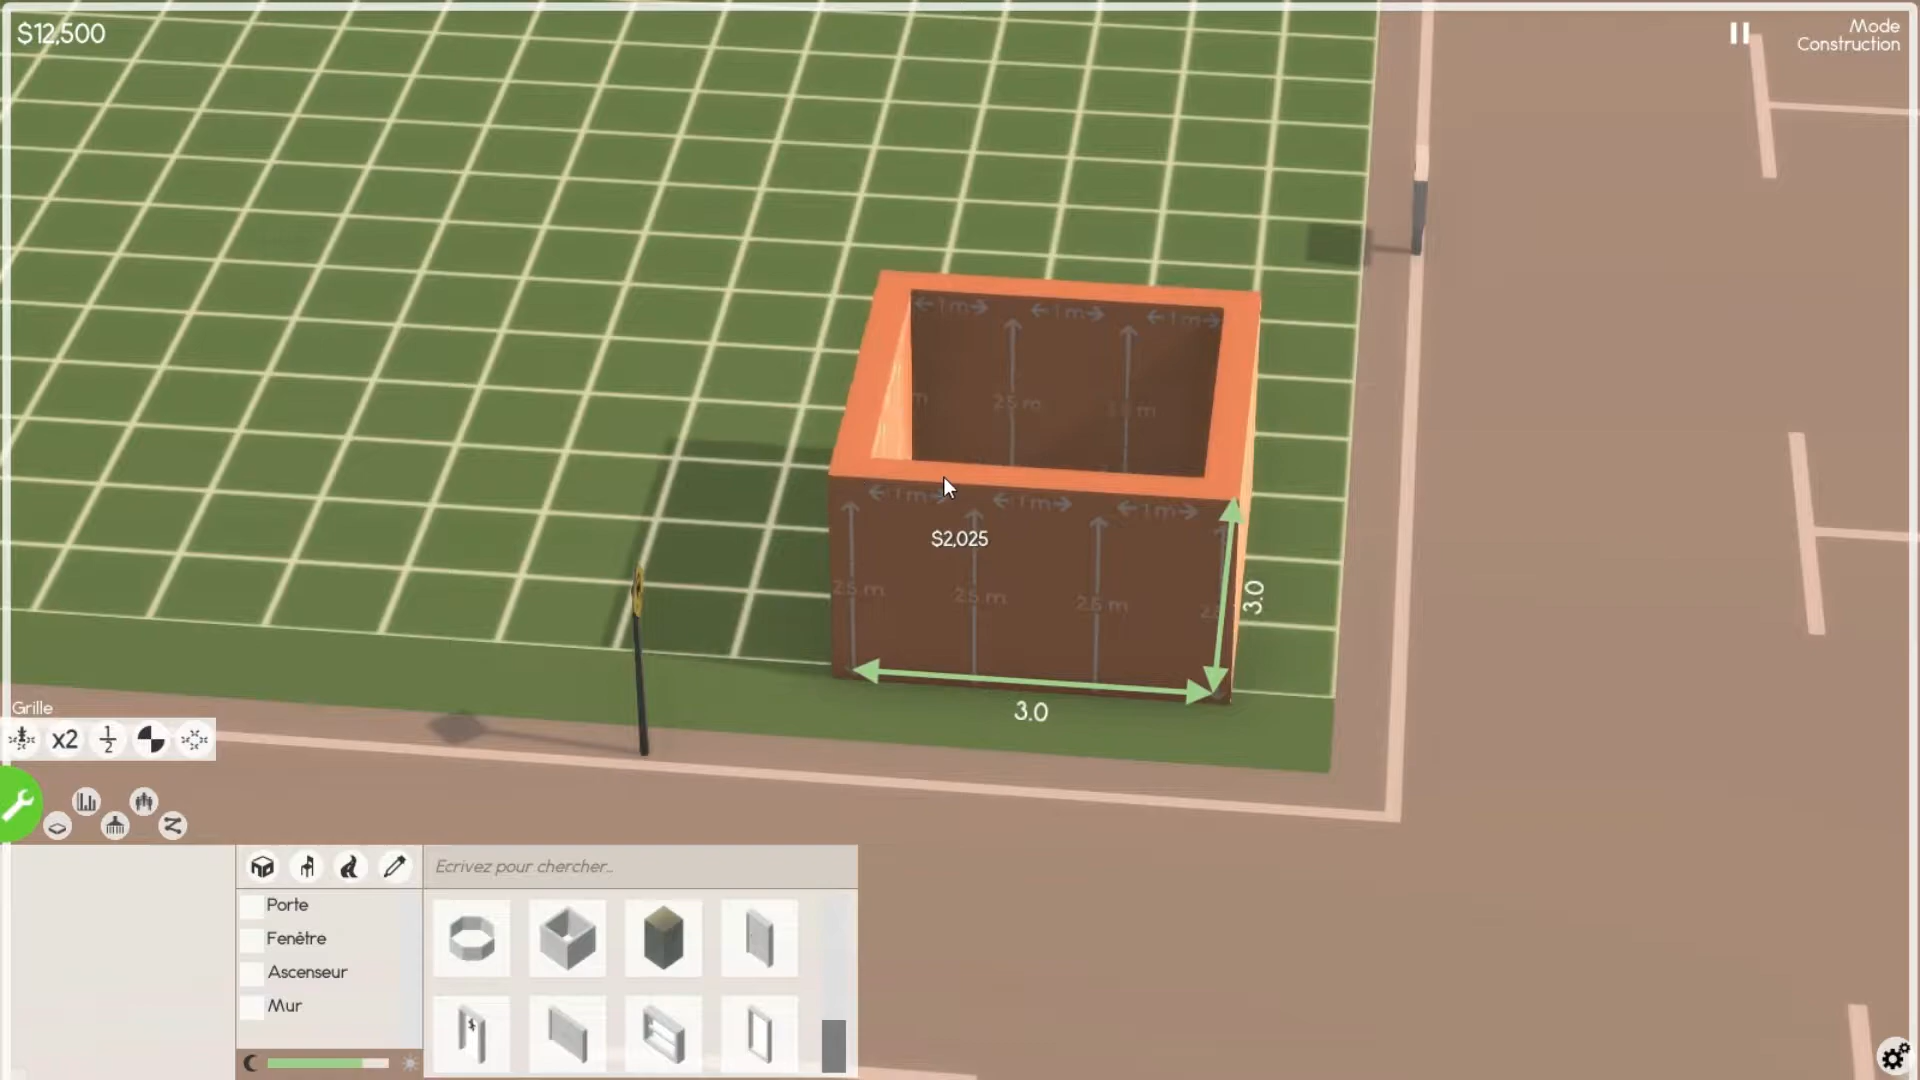 $12,500
Mode
Construction
←1m→ ←1m→ ←1m→
2.5 m
←1m→ ←1m→ ←1m→
$2,025
2.5 m 2.5 m 2.5 m
3.0
3.0
Grille
x2 1/2
Ecrivez pour chercher...
Porte
Fenêtre
Ascenseur
Mur